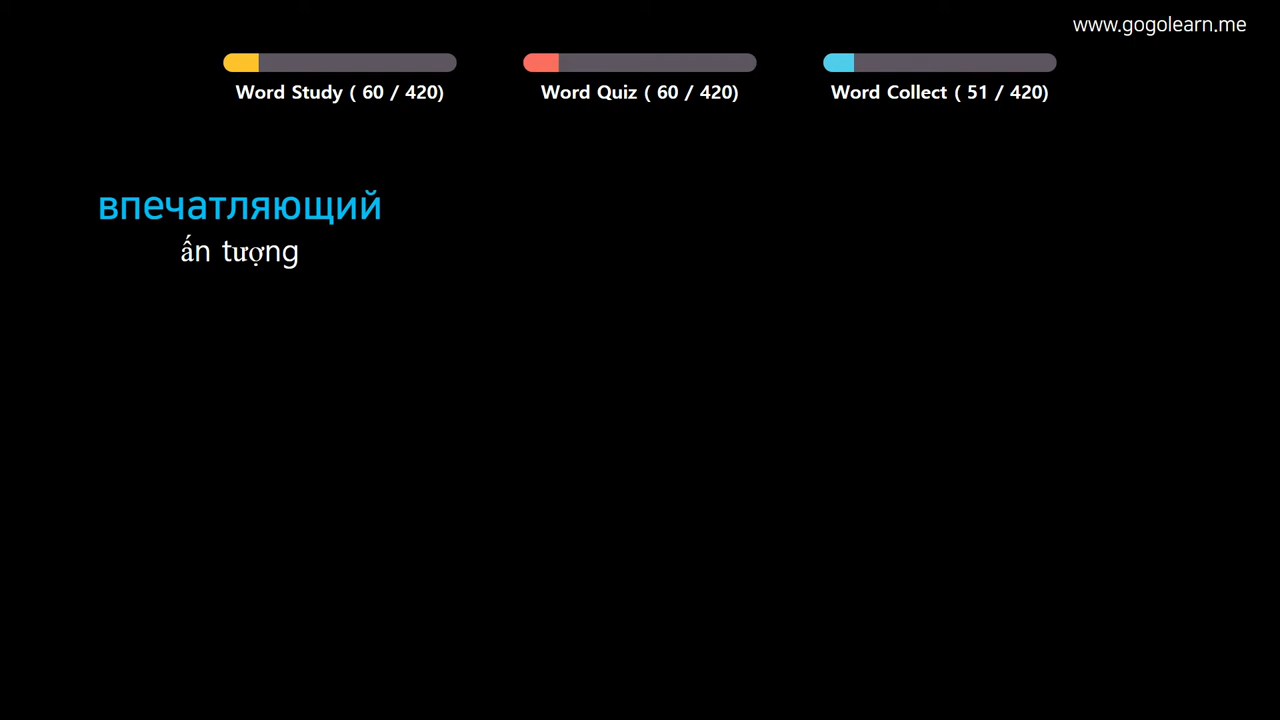 www.gogolearn.me
Word Study ( 60 / 420)
Word Quiz ( 60 / 420)
Word Collect ( 51 / 420)
впечатляющий
ấn tượng